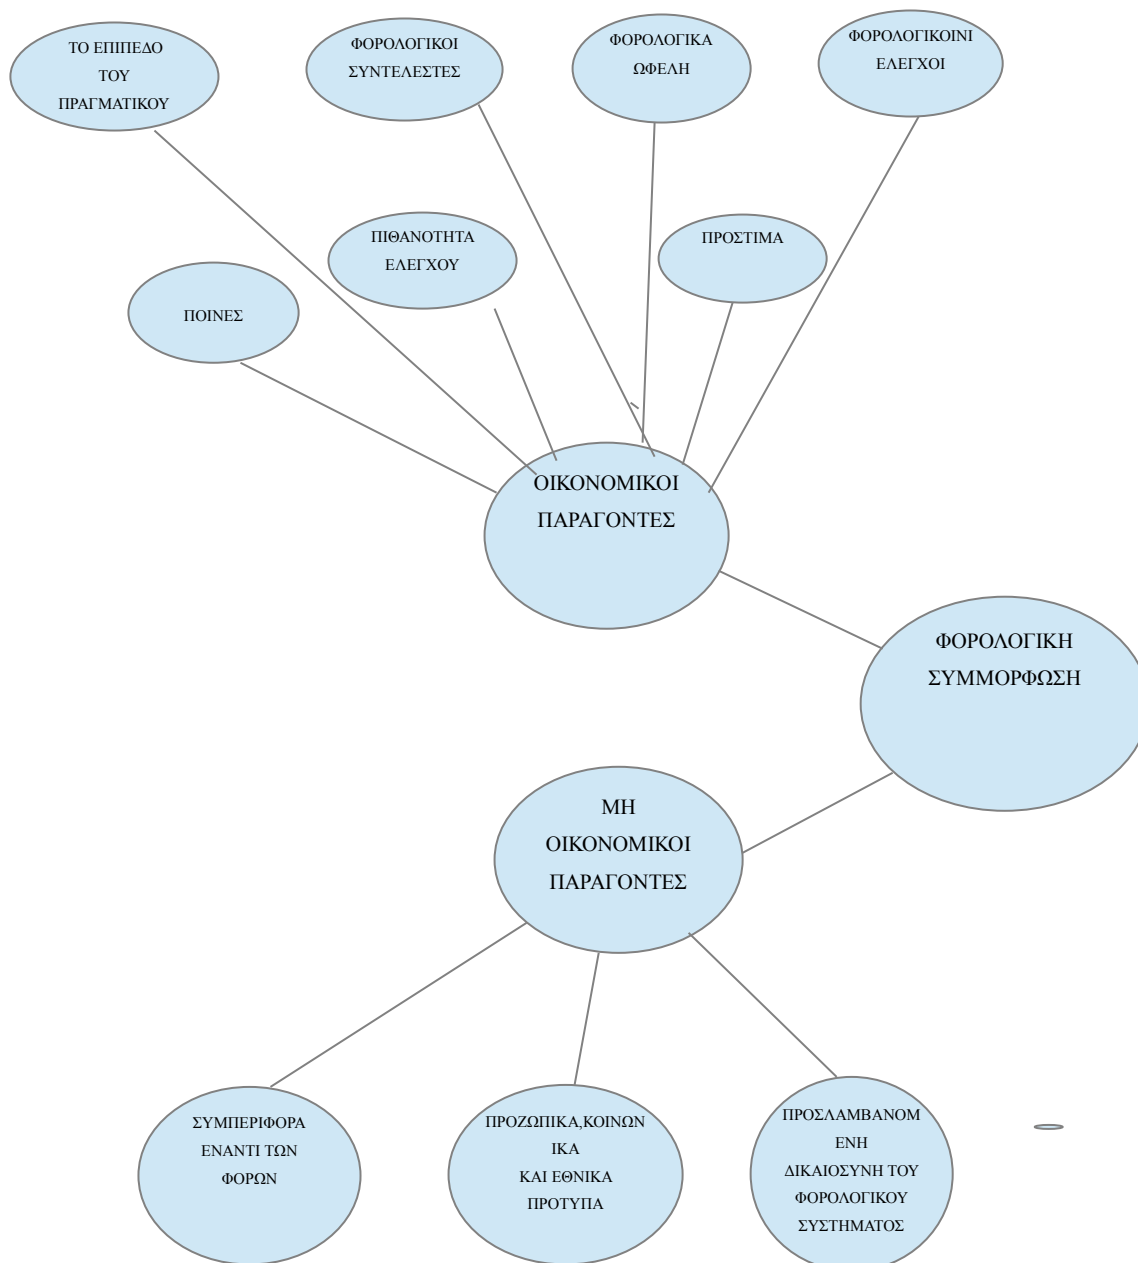 ΤΟ ΕΠΙΠΕΔΟ
ΤΟΥ
ΠΡΑΓΜΑΤΙΚΟΥ
ΦΟΡΟΛΟΓΙΚΟΙ
ΣΥΝΤΕΛΕΣΤΕΣ
ΦΟΡΟΛΟΓΙΚΑ
ΩΦΕΛΗ
ΦΟΡΟΛΟΓΙΚΟΙΝΙ
ΕΛΕΓΧΟΙ
ΠΙΘΑΝΟΤΗΤΑ
ΕΛΕΓΧΟΥ
ΠΡΟΣΤΙΜΑ
ΠΟΙΝΕΣ
ΟΙΚΟΝΟΜΙΚΟΙ
ΠΑΡΑΓΟΝΤΕΣ
ΦΟΡΟΛΟΓΙΚΗ
ΣΥΜΜΟΡΦΩΣΗ
ΜΗ
ΟΙΚΟΝΟΜΙΚΟΙ
ΠΑΡΑΓΟΝΤΕΣ
ΣΥΜΠΕΡΙΦΟΡΑ
ΕΝΑΝΤΙ ΤΩΝ
ΦΟΡΩΝ
ΠΡΟΖΩΠΙΚΑ,ΚΟΙΝΩΝ
ΙΚΑ
ΚΑΙ ΕΘΝΙΚΑ
ΠΡΟΤΥΠΑ
ΠΡΟΣΛΑΜΒΑΝΟΜ
ΕΝΗ
ΔΙΚΑΙΟΣΥΝΗ ΤΟΥ
ΦΟΡΟΛΟΓΙΚΟΥ
ΣΥΣΤΗΜΑΤΟΣ